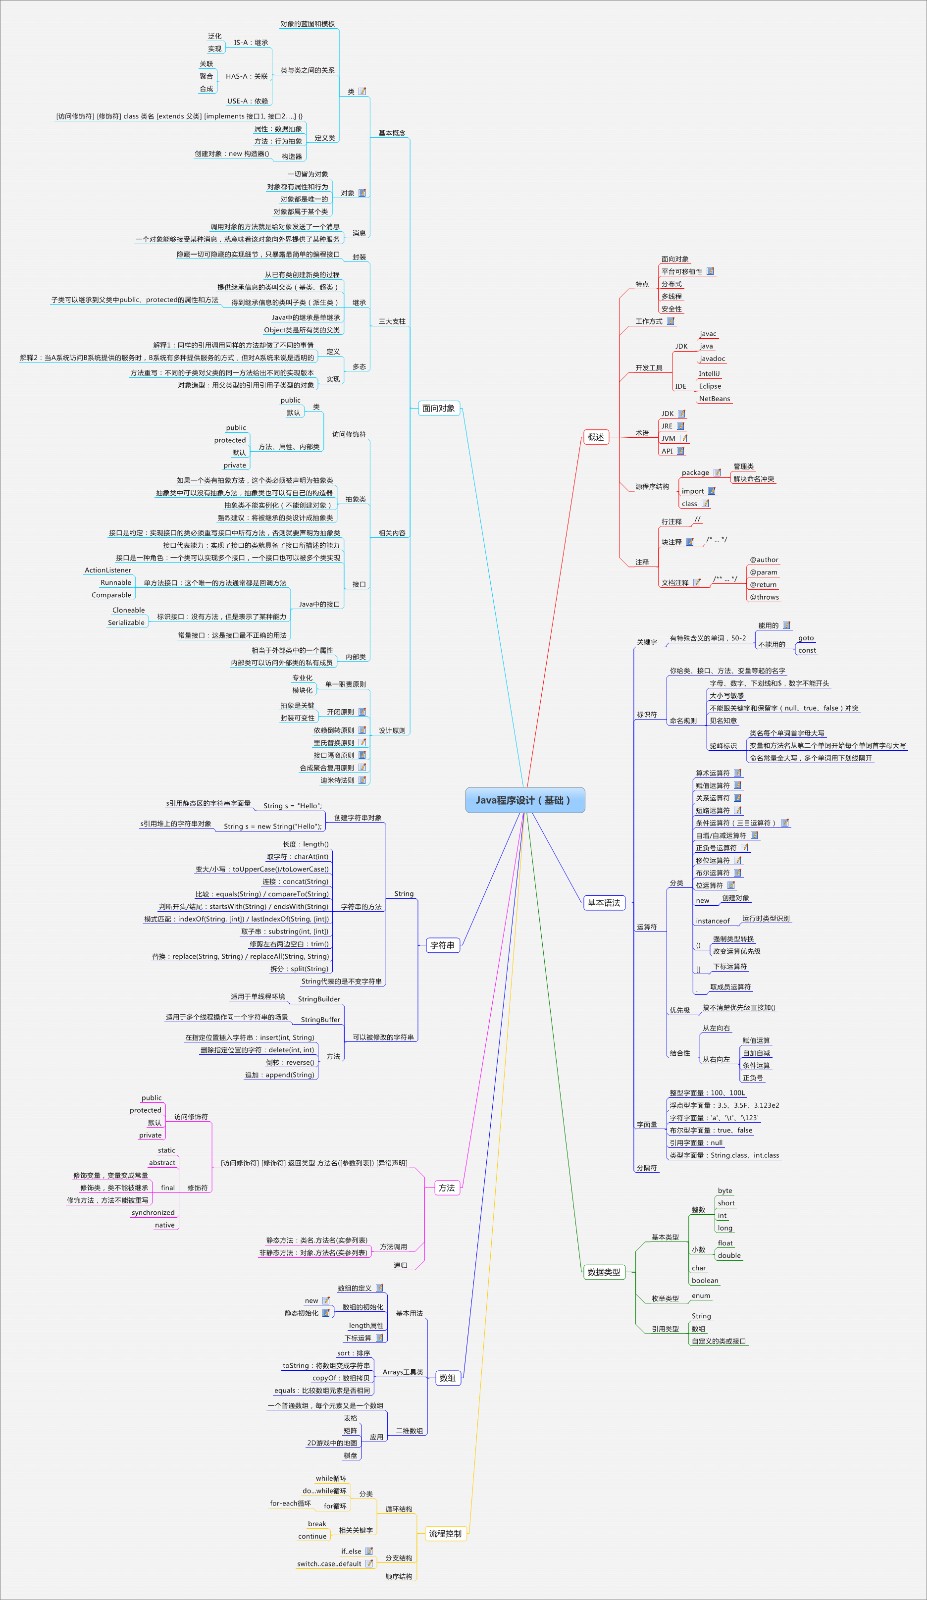 Java程序设计（基础）
概述
特点
面向对象
平台可移植性
分布式
多线程
安全性
工作方式
开发工具
JDK
javac
java
javadoc
IDE
IntelliJ
Eclipse
NetBeans
术语
JDK
JRE
JVM
API
源程序结构
package
管理类
解决命名冲突
import
class
注释
行注释
//
块注释
/* ... */
文档注释
/** ... */
@author
@param
@return
@throws
基本语法
关键字
有特殊含义的单词，50-2
能用的
不能用的
goto
const
标识符
你给类、接口、方法、变量等起的名字
命名规则
字母、数字、下划线和$，数字不能开头
大小写敏感
不能跟关键字和保留字（null、true、false）冲突
见名知意
驼峰标识
类名每个单词首字母大写
变量和方法名从第二个单词开始每个单词首字母大写
命名常量全大写，多个单词用下划线隔开
运算符
分类
算术运算符
赋值运算符
关系运算符
短路运算符
条件运算符（三目运算符）
自增/自减运算符
正负号运算符
移位运算符
布尔运算符
位运算符
new
创建对象
instanceof
运行时类型识别
()
强制类型转换
改变运算优先级
[]
下标运算符
.
取成员运算符
优先级
搞不清楚优先级直接加()
结合性
从左向右
从右向左
赋值运算
自加自减
条件运算
正负号
字面量
整型字面量：100、100L
浮点型字面量：3.5、3.5F、3.123e2
字符字面量：'a'、'\t'、'\123'
布尔型字面量：true、false
引用字面量：null
类型字面量：String.class、int.class
分隔符
数据类型
基本类型
整数
byte
short
int
long
小数
float
double
char
boolean
枚举类型
enum
引用类型
String
数组
自定义的类或接口
面向对象
基本概念
类
对象的蓝图和模板
类与类之间的关系
IS-A：继承
泛化
实现
HAS-A：关联
关联
聚合
合成
USE-A：依赖
定义类
[访问修饰符] [修饰符] class 类名 [extends 父类] [implements 接口1, 接口2....] {}
属性：数据抽象
方法：行为抽象
构造器
创建对象：new 构造器()
对象
一切皆为对象
对象都有属性和行为
对象都是唯一的
对象都属于某个类
消息
调用对象的方法就是给对象发送了一个消息
一个对象能够接受某种消息，就意味着该对象向外界提供了某种服务
三大支柱
封装
隐藏一切可隐藏的实现细节，只暴露最简单的编程接口
继承
从已有类创建新类的过程
提供继承信息的类叫父类（基类、超类）
得到继承信息的类叫子类（派生类）
子类可以继承到父类中public、protected的属性和方法
Java中的继承是单继承
Object类是所有类的父类
多态
定义
解释1：同样的引用调用同样的方法却做了不同的事情
解释2：当A系统访问B系统提供的服务时，B系统有多种提供服务的方式，但对A系统来说是透明的
实现
方法重写：不同的子类对父类的同一方法给出不同的实现版本
对象造型：用父类型的引用引用子类型的对象
相关内容
访问修饰符
类
public
默认
方法、属性、内部类
public
protected
默认
private
抽象类
如果一个类有抽象方法，这个类必须被声明为抽象类
抽象类中可以没有抽象方法，抽象类也可以有自己的构造器
抽象类不能实例化（不能创建对象）
强烈建议：将被继承的类设计成抽象类
接口
接口是约定：实现接口的类必须重写接口中所有方法，否则就要声明为抽象类
接口代表能力：实现了接口的类就具备了接口所描述的能力
接口是一种角色：一个类可以实现多个接口，一个接口也可以被多个类实现
Java中的接口
单方法接口：这个唯一的方法通常都是回调方法
ActionListener
Runnable
Comparable
标识接口：没有方法，但是表示了某种能力
Cloneable
Serializable
常量接口：这是接口最不正确的用法
内部类
相当于外部类中的一个属性
内部类可以访问外部类的私有成员
设计原则
单一职责原则
专业化
模块化
开闭原则
抽象是关键
封装可变性
依赖倒转原则
里氏替换原则
接口隔离原则
合成聚合复用原则
迪米特法则
字符串
String
创建字符串对象
String s = "Hello";
s引用静态区的字符串字面量
String s = new String("Hello");
s引用堆上的字符串对象
字符串的方法
长度：length()
取字符：charAt(int)
变大/小写：toUpperCase()/toLowerCase()
连接：concat(String)
比较：equals(String) / compareTo(String)
判断开头/结尾：startsWith(String) / endsWith(String)
模式匹配：indexOf(String, [int]) / lastIndexOf(String, [int])
取子串：substring(int, [int])
修剪左右两边空白：trim()
替换：replace(String, String) / replaceAll(String, String)
拆分：split(String)
String代表的是不变字符串
可以被修改的字符串
StringBuilder
适用于单线程环境
StringBuffer
适用于多个线程操作同一个字符串的场景
方法
在指定位置插入字符串：insert(int, String)
删除指定位置的字符：delete(int, int)
倒转：reverse()
追加：append(String)
方法
[访问修饰符] [修饰符] 返回类型 方法名([参数列表]) [异常声明]
访问修饰符
public
protected
默认
private
修饰符
static
abstract
final
修饰变量，变量变成常量
修饰类，类不能被继承
修饰方法，方法不能被重写
synchronized
native
方法调用
静态方法：类名.方法名(实参列表)
非静态方法：对象.方法名(实参列表)
递归
数组
基本用法
数组的定义
数组的初始化
new
静态初始化
length属性
下标运算
Arrays工具类
sort：排序
toString：将数组变成字符串
copyOf：数组拷贝
equals：比较数组元素是否相同
二维数组
一个普通数组，每个元素又是一个数组
应用
表格
矩阵
2D游戏中的地图
棋盘
流程控制
循环结构
分类
while循环
do...while循环
for循环
for-each循环
相关关键字
break
continue
分支结构
if..else
switch..case..default
顺序结构